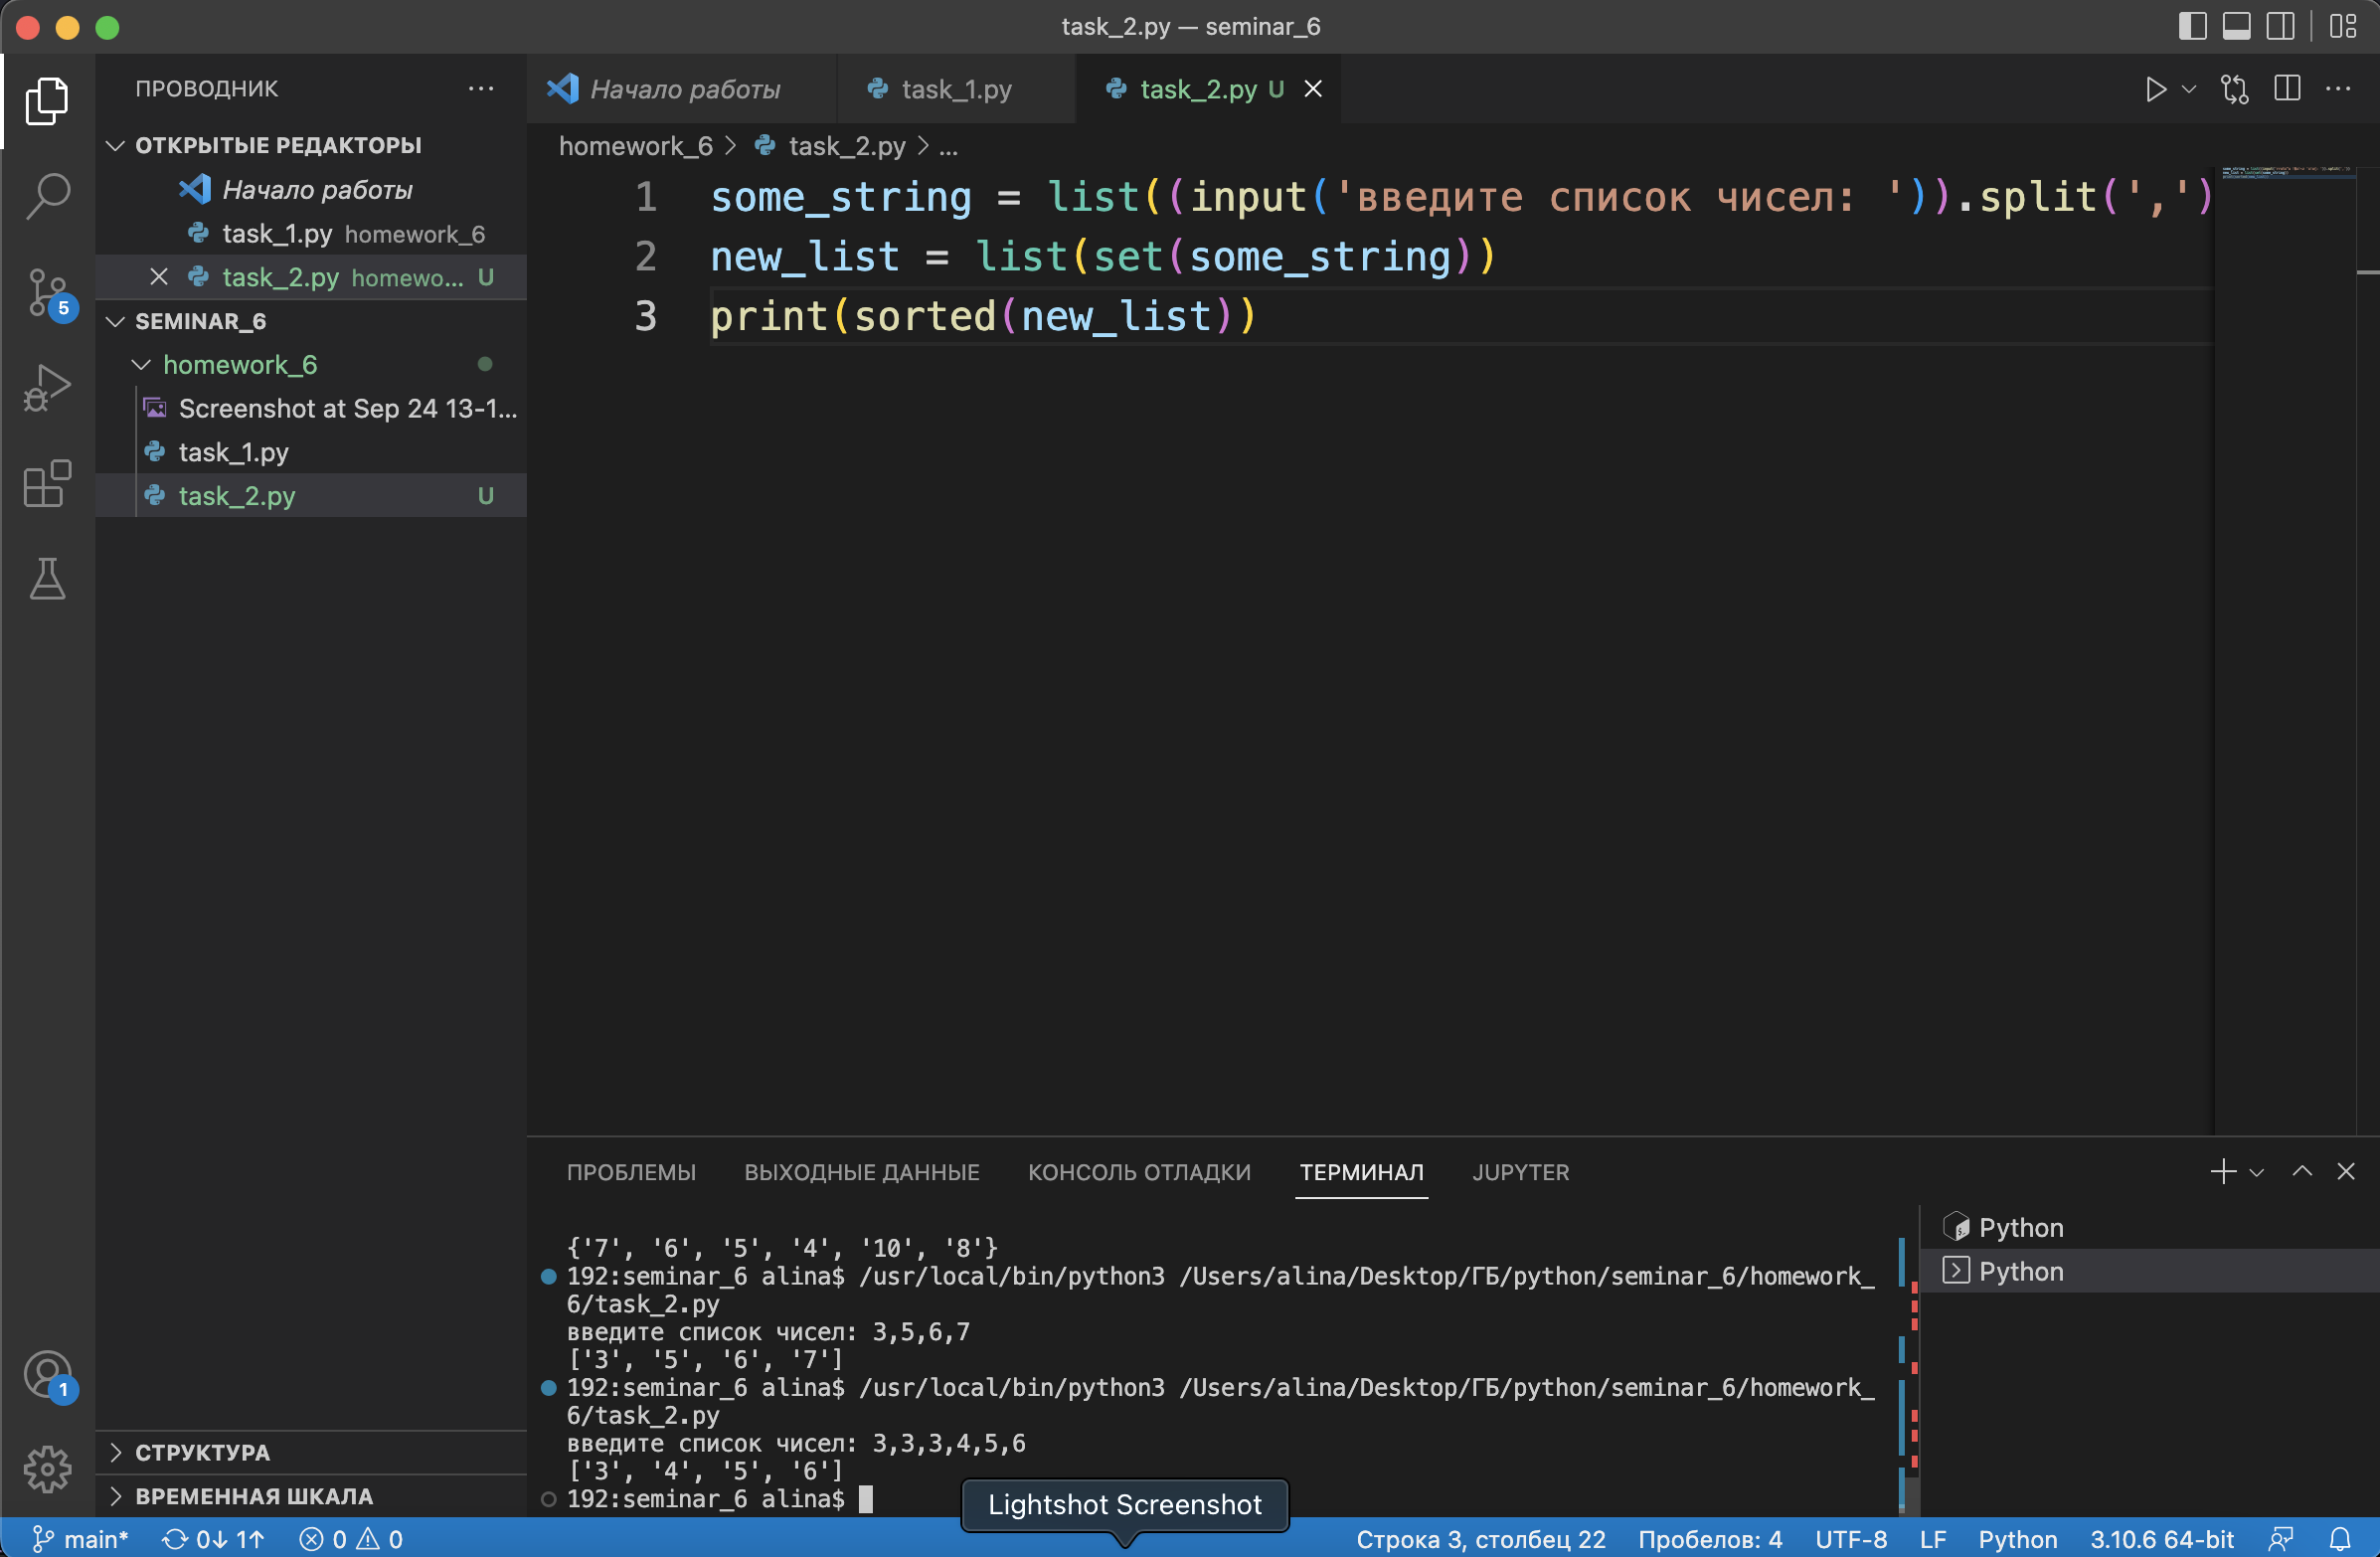 task_2.py — seminar_6
ПРОВОДНИК
ОТКРЫТЫЕ РЕДАКТОРЫ
Начало работы
task_1.py homework_6
task_2.py homewo... U
SEMINAR_6
homework_6
Screenshot at Sep 24 13-1...
task_1.py
task_2.py U
СТРУКТУРА
ВРЕМЕННАЯ ШКАЛА
5
1
Начало работы
task_1.py
task_2.py U
homework_6 > task_2.py > ...
1 some_string = list((input('введите список чисел: ')).split(',')
2 new_list = list(set(some_string))
3 print(sorted(new_list))
ПРОБЛЕМЫ ВЫХОДНЫЕ ДАННЫЕ КОНСОЛЬ ОТЛАДКИ ТЕРМИНАЛ JUPYTER
{'7', '6', '5', '4', '10', '8'}
192:seminar_6 alina$ /usr/local/bin/python3 /Users/alina/Desktop/ГБ/python/seminar_6/homework_
6/task_2.py
введите список чисел: 3,5,6,7
['3', '5', '6', '7']
192:seminar_6 alina$ /usr/local/bin/python3 /Users/alina/Desktop/ГБ/python/seminar_6/homework_
6/task_2.py
введите список чисел: 3,3,3,4,5,6
['3', '4', '5', '6']
192:seminar_6 alina$
Python
Python
Lightshot Screenshot
main* 0↓ 1↑ 0 0 Строка 3, столбец 22 Пробелов: 4 UTF-8 LF Python 3.10.6 64-bit